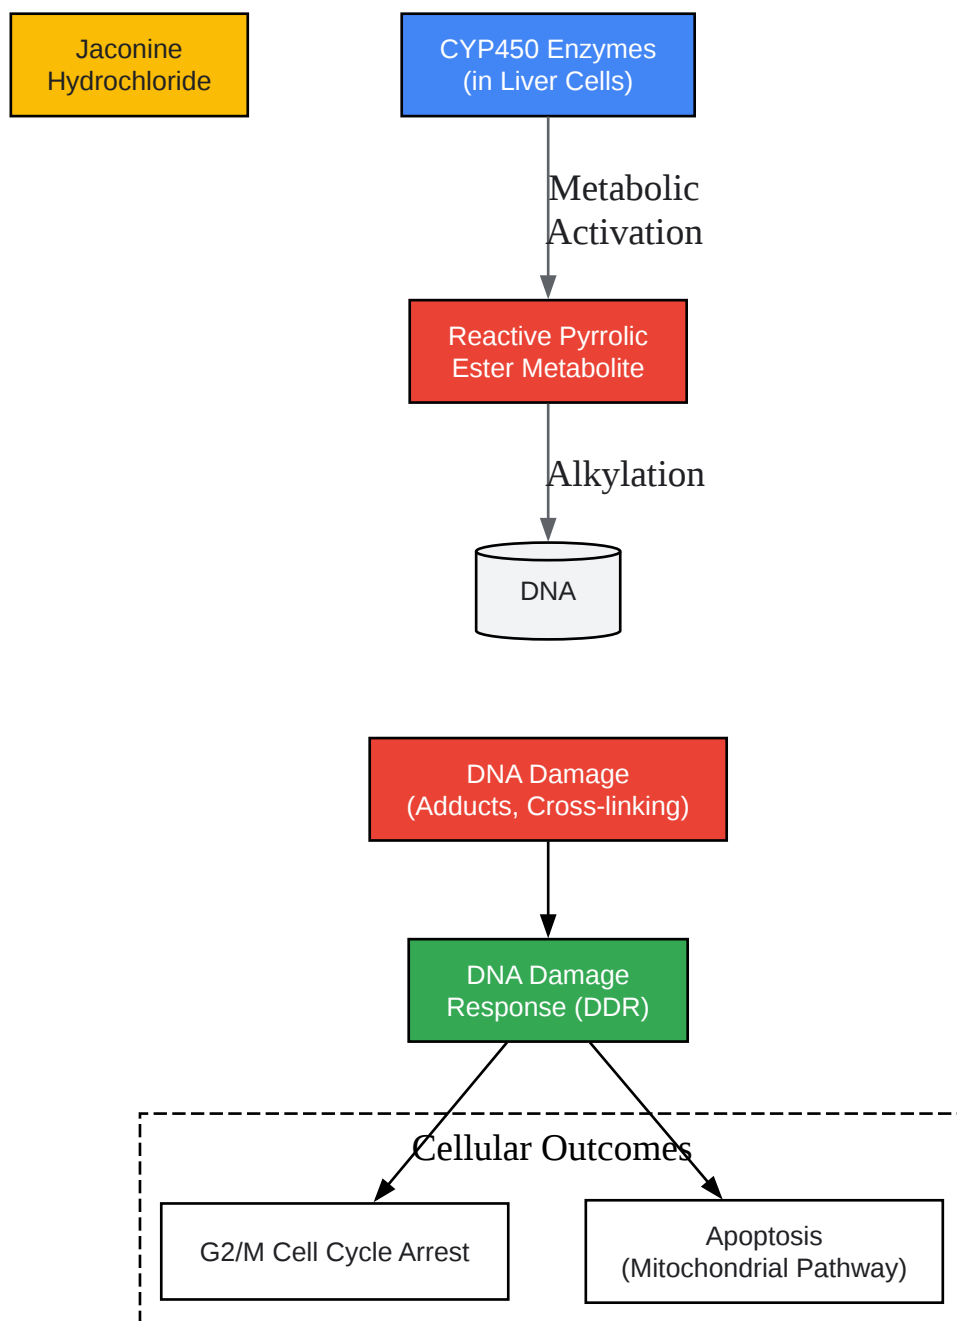 Jaconine
Hydrochloride
CYP450 Enzymes
(in Liver Cells)
Metabolic
Activation
Reactive Pyrrolic
Ester Metabolite
Alkylation
DNA
DNA Damage
(Adducts, Cross-linking)
DNA Damage
Response (DDR)
Cellular Outcomes
G2/M Cell Cycle Arrest
Apoptosis
(Mitochondrial Pathway)